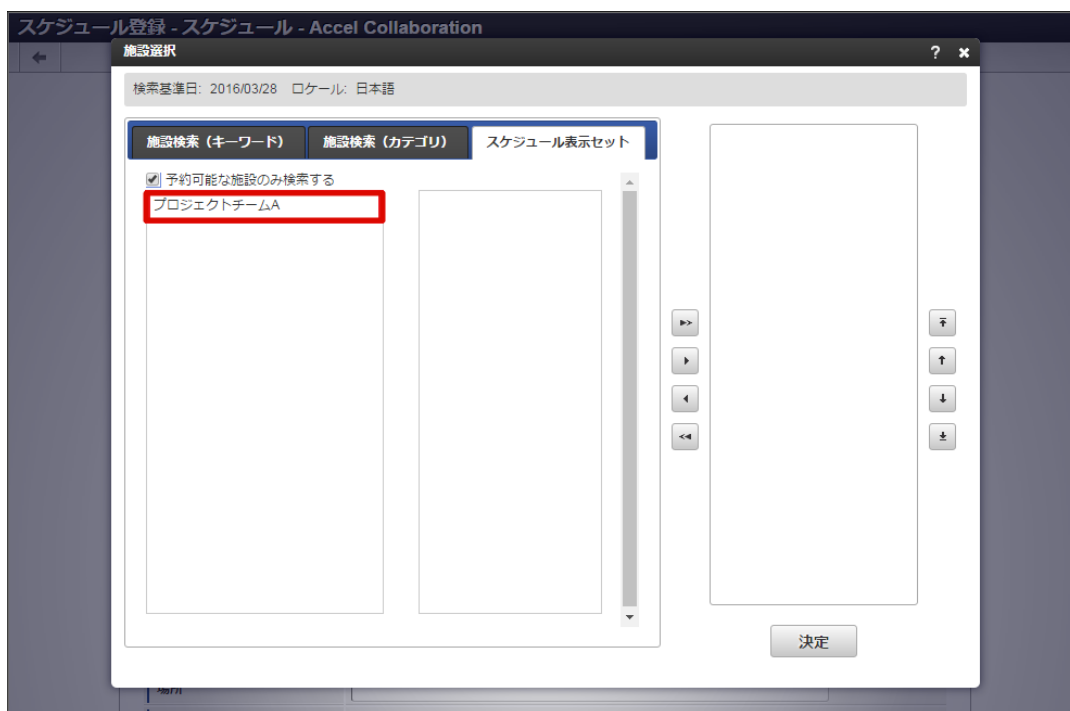 スケジュール登録 - スケジュール - Accel Collaboration
施設選択
検索基準日: 2016/03/28 ロケール: 日本語
施設検索（キーワード） 施設検索（カテゴリ） スケジュール表示セット
予約可能な施設のみ検索する
プロジェクトチームA
決定
場所